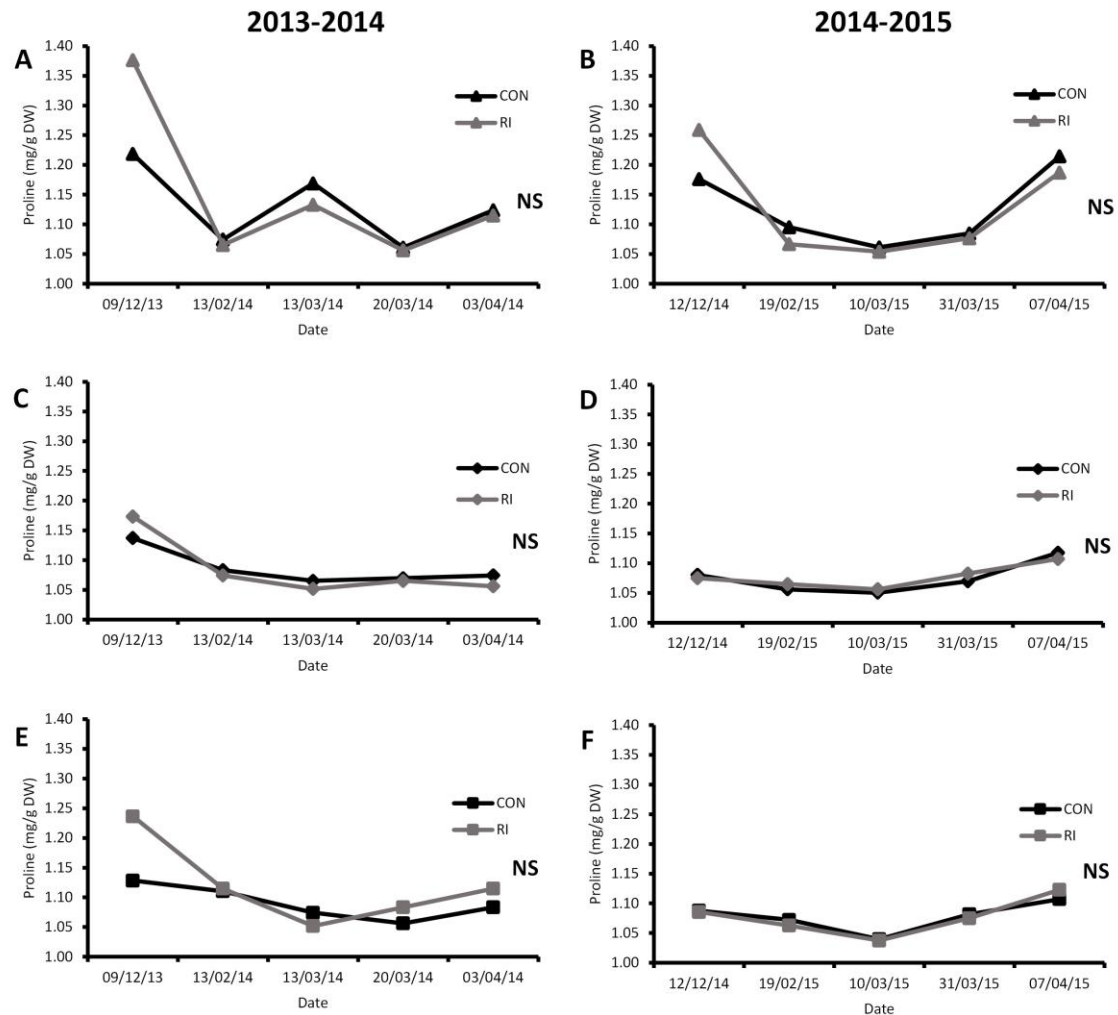 2013-2014
2014-2015
A
1.40
1.35
1.30
1.25
1.20
1.15
1.10
1.05
1.00
Proline (mg/g DW)
CON
RI
NS
09/12/13 13/02/14 13/03/14 20/03/14 03/04/14
Date
B
1.40
1.35
1.30
1.25
1.20
1.15
1.10
1.05
1.00
Proline (mg/g DW)
CON
RI
NS
12/12/14 19/02/15 10/03/15 31/03/15 07/04/15
Date
C
1.40
1.35
1.30
1.25
1.20
1.15
1.10
1.05
1.00
Proline (mg/g DW)
CON
RI
NS
09/12/13 13/02/14 13/03/14 20/03/14 03/04/14
Date
D
1.40
1.35
1.30
1.25
1.20
1.15
1.10
1.05
1.00
Proline (mg/g DW)
CON
RI
NS
12/12/14 19/02/15 10/03/15 31/03/15 07/04/15
Date
E
1.40
1.35
1.30
1.25
1.20
1.15
1.10
1.05
1.00
Proline (mg/g DW)
CON
RI
NS
09/12/13 13/02/14 13/03/14 20/03/14 03/04/14
Date
F
1.40
1.35
1.30
1.25
1.20
1.15
1.10
1.05
1.00
Proline (mg/g DW)
CON
RI
NS
12/12/14 19/02/15 10/03/15 31/03/15 07/04/15
Date